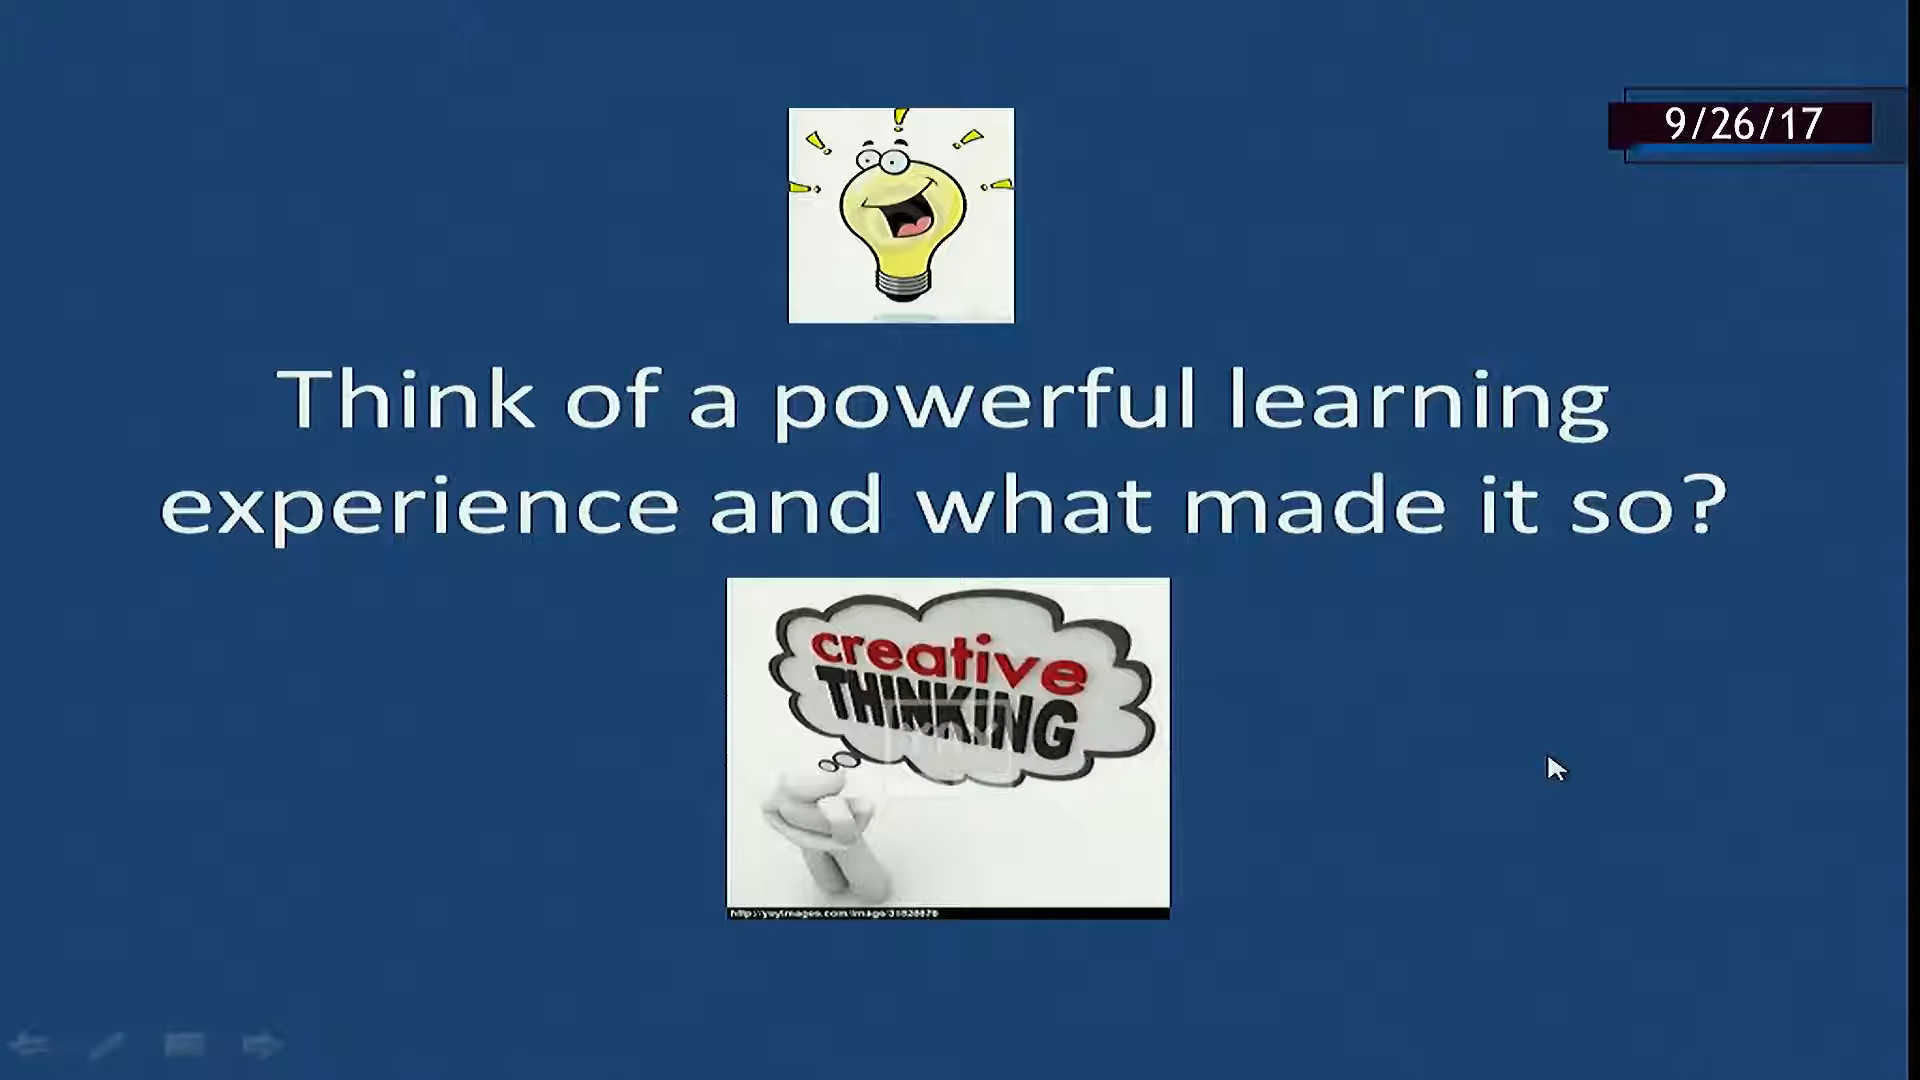 9/26/17
Think of a powerful learning
experience and what made it so?
creative
THINKING